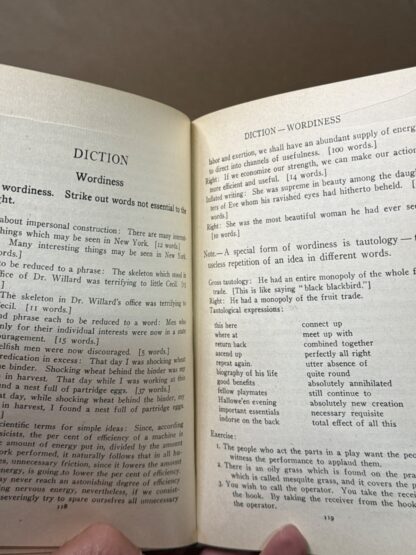 DICTION
Wordiness
wordiness. Strike out words not essential to the
about impersonal construction: There are many interest-
things which may be seen in New York. [12 words.]
Many interesting things may be seen in New York
to be reduced to a phrase: The skeleton which stood in
office of Dr. Willard was terrifying to little Cecil.
The skeleton in Dr. Willard's office was terrifying to
Cecil. [11 words.]
and phrase each to be reduced to a word: Men who
only for their individual interests were now in a state
[15 words.]
selfish men were now discouraged. [5 words.]
predication in excess: That day I was shocking wheat
the binder. Shocking wheat behind the binder was my
in harvest. That day while I was working at this
found a nest full of partridge eggs. [37 words.]
that day, while shocking wheat behind the binder, my
in harvest, I found a nest full of partridge eggs.
scientific terms for simple ideas: Since, according
physicists, the per cent of efficiency of a machine is
the amount of energy put in, divided by the amount
work performed, it naturally follows that in all hu-
unnecessary friction, since it lowers the amount
energy, is going to lower the per cent of efficiency.
may never reach an astonishing degree of efficiency
nervous energy, nevertheless, if we consist-
perseveringly try to spare ourselves all unnecessary
118
DICTION — WORDINESS
labor and exertion, we shall have an abundant supply of energy
to direct into channels of usefulness. [100 words.]
Right: If we economize our strength, we can make our action
more efficient and useful. [14 words.]
Inflated writing: She was supreme in beauty among the daugh-
ters of Eve whom his ravished eyes had hitherto beheld.
words.]
Right: She was the most beautiful woman he had ever seen
[10 words.]
Note.—A special form of wordiness is tautology—
useless repetition of an idea in different words.
Gross tautology: He had an entire monopoly of the whole fruit
trade. [This is like saying "black blackbird."]
Right: He had a monopoly of the fruit trade.
Tautological expressions:
this here connect up
where at meet up with
return back combined together
ascend up perfectly all right
repeat again. utter absence of
biography of his life quite round
good benefits absolutely annihilated
fellow playmates still continue to
Hallowe'en evening absolutely new creation
important essentials necessary requisite
indorse on the back total effect of all this
Exercise:
1. The people who act the parts in a play want the people
witness the performance to applaud them.
2. There is an oily grass which is found on the
which is called mesquite grass, and it covers the
3. You wish to call the operator. You take the receiver
the hook. By taking the receiver from the hook
the operator.
119